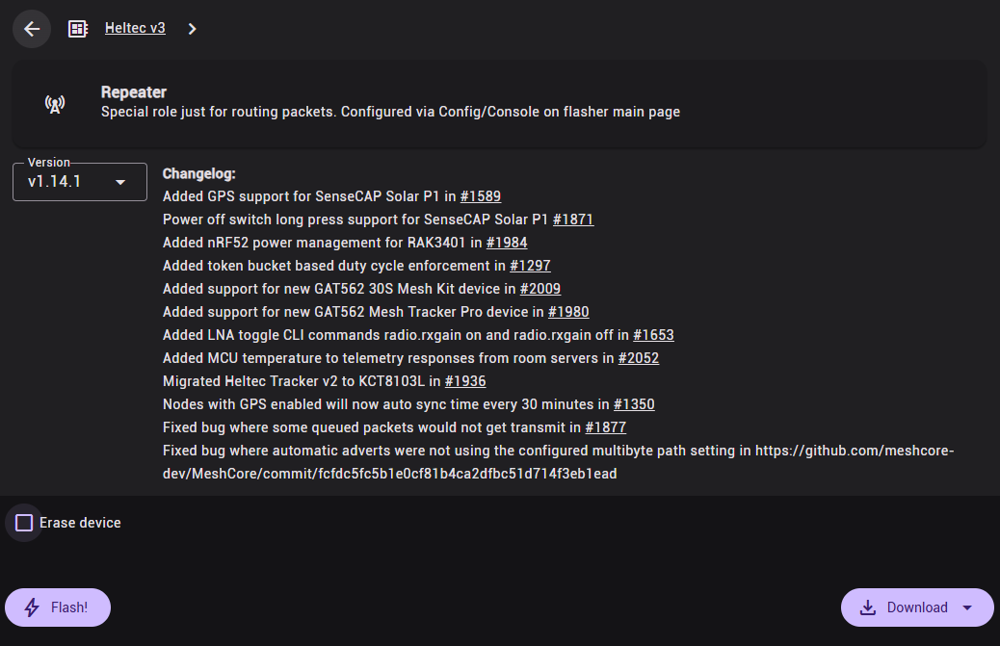 Heltec v3
Repeater
Special role just for routing packets. Configured via Config/Console on flasher main page
Version
v1.14.1
Changelog:
Added GPS support for SenseCAP Solar P1 in #1589
Power off switch long press support for SenseCAP Solar P1 #1871
Added nRF52 power management for RAK3401 in #1984
Added token bucket based duty cycle enforcement in #1297
Added support for new GAT562 30S Mesh Kit device in #2009
Added support for new GAT562 Mesh Tracker Pro device in #1980
Added LNA toggle CLI commands radio.rxgain on and radio.rxgain off in #1653
Added MCU temperature to telemetry responses from room servers in #2052
Migrated Heltec Tracker v2 to KCT8103L in #1936
Nodes with GPS enabled will now auto sync time every 30 minutes in #1350
Fixed bug where some queued packets would not get transmit in #1877
Fixed bug where automatic adverts were not using the configured multibyte path setting in https://github.com/meshcore-
dev/MeshCore/commit/fcfdc5fc5b1e0cf81b4ca2dfbc51d714f3eb1ead
Erase device
Flash!
Download